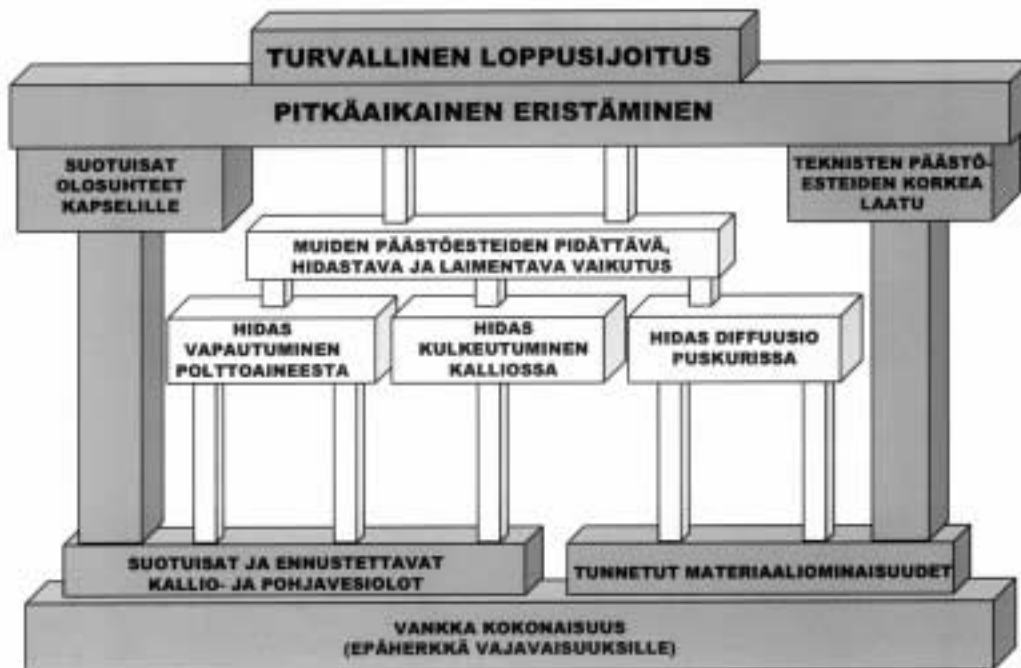 TURVALLINEN LOPPUSIJOITUS
PITKÄAIKAINEN ERISTÄMINEN
SUOTUISAT
OLOSUHTEET
KAPSELILLE
TEKNISTEN PÄÄSTÖ-
ESTEIDEN KORKEA
LAATU
MUIDEN PÄÄSTÖESTEIDEN PIDÄTTÄVÄ,
HIDASTAVA JA LAIMENTAVA VAIKUTUS
HIDAS
VAPAUTUMINEN
POLTTOAINEESTA
HIDAS
KULKEUTUMINEN
KALLIOSSA
HIDAS DIFFUUSIO
PUSKURISSA
SUOTUISAT JA ENNUSTETTAVAT
KALLIO- JA POHJAVESIOLOT
TUNNETUT MATERIAALIOMINAISUUDET
VANKKA KOKONAISUUS
(EPÄHERKKÄ VAJAVAISUUKSILLE)